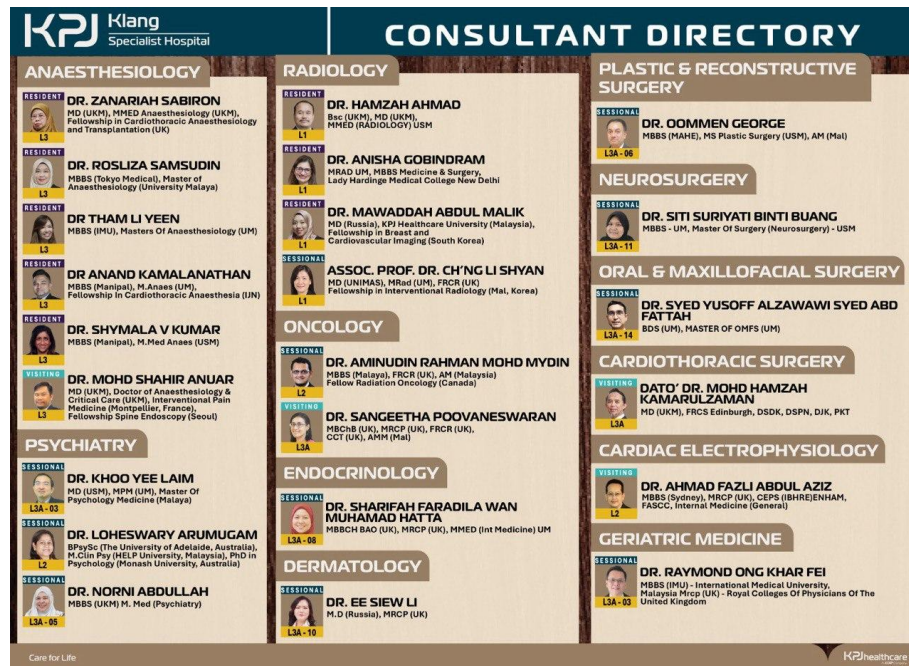 KPJ Klang
Specialist Hospital
CONSULTANT DIRECTORY
ANAESTHESIOLOGY
RESIDENT
L3
DR. ZANARIAH SABIRON
MD (UKM), MMED Anaesthesiology (UKM),
Fellowship in Cardiothoracic Anaesthesiology
and Transplantation (UK)
RESIDENT
L3
DR. ROSLIZA SAMSUDIN
MBBS (Tokyo Medical), Master of
Anaesthesiology (University Malaya)
RESIDENT
L3
DR THAM LI YEEN
MBBS (IMU), Masters Of Anaesthesiology (UM)
RESIDENT
L3
DR ANAND KAMALANATHAN
MBBS (Manipal), M.Anaes (UM),
Fellowship In Cardiothoracic Anaesthesia (IJN)
RESIDENT
L3
DR. SHYMALA V KUMAR
MBBS (Manipal), M.Med Anaes (USM)
VISITING
L3
DR. MOHD SHAHIR ANUAR
MD (UKM), Doctor of Anaesthesiology &
Critical Care (UKM), Interventional Pain
Medicine (Montpellier, France),
Fellowship Spine Endoscopy (Seoul)
PSYCHIATRY
SESSIONAL
L3A - 03
DR. KHOO YEE LAIM
MD (USM), MPM (UM), Master Of
Psychology Medicine (Malaya)
SESSIONAL
L2
DR. LOHESWARY ARUMUGAM
BPsySc (The University of Adelaide, Australia),
M.Clin Psy (HELP University, Malaysia), PhD in
Psychology (Monash University, Australia)
SESSIONAL
L3A - 05
DR. NORNI ABDULLAH
MBBS (UKM) M. Med (Psychiatry)
RADIOLOGY
RESIDENT
L1
DR. HAMZAH AHMAD
Bsc (UKM), MD (UKM),
MMED (RADIOLOGY) USM
RESIDENT
L1
DR. ANISHA GOBINDRAM
MRAD UM, MBBS Medicine & Surgery,
Lady Hardinge Medical College New Delhi
RESIDENT
L1
DR. MAWADDAH ABDUL MALIK
MD (Russia), KPJ Healthcare University (Malaysia),
Fellowship in Breast and
Cardiovascular Imaging (South Korea)
SESSIONAL
L1
ASSOC. PROF. DR. CH'NG LI SHYAN
MD (UNIMAS), MRad (UM), FRCR (UK)
Fellowship in Interventional Radiology (Mal, Korea)
ONCOLOGY
SESSIONAL
L2
DR. AMINUDIN RAHMAN MOHD MYDIN
MBBS (Malaya), FRCR (UK), AM (Malaysia)
Fellow Radiation Oncology (Canada)
VISITING
L3A
DR. SANGEETHA POOVANESWARAN
MBChB (UK), MRCP (UK), FRCR (UK),
CCT (UK), AMM (Mal)
ENDOCRINOLOGY
SESSIONAL
L3A - 08
DR. SHARIFAH FARADILA WAN
MUHAMAD HATTA
MBBCH BAO (UK), MRCP (UK), MMED (Int Medicine) UM
DERMATOLOGY
SESSIONAL
L3A - 10
DR. EE SIEW LI
M.D (Russia), MRCP (UK)
PLASTIC & RECONSTRUCTIVE
SURGERY
SESSIONAL
L3A - 06
DR. OOMMEN GEORGE
MBBS (MAHE), MS Plastic Surgery (USM), AM (Mal)
NEUROSURGERY
SESSIONAL
L3A - 11
DR. SITI SURIYATI BINTI BUANG
MBBS - UM, Master Of Surgery (Neurosurgery) - USM
ORAL & MAXILLOFACIAL SURGERY
SESSIONAL
L3A - 14
DR. SYED YUSOFF ALZAWAWI SYED ABD
FATTAH
BDS (UM), MASTER OF OMFS (UM)
CARDIOTHORACIC SURGERY
VISITING
L3A
DATO' DR. MOHD HAMZAH
KAMARULZAMAN
MD (UKM), FRCS Edinburgh, DSDK, DSPN, DJK, PKT
CARDIAC ELECTROPHYSIOLOGY
VISITING
L2
DR. AHMAD FAZLI ABDUL AZIZ
MBBS (Sydney), MRCP (UK), CEPS (IBHRE)ENHAM,
FASCC, Internal Medicine (General)
GERIATRIC MEDICINE
SESSIONAL
L3A - 03
DR. RAYMOND ONG KHAR FEI
MBBS (IMU) - International Medical University,
Malaysia Mrcp (UK) - Royal Colleges Of Physicians Of The
United Kingdom
Care for Life
KPJhealthcare